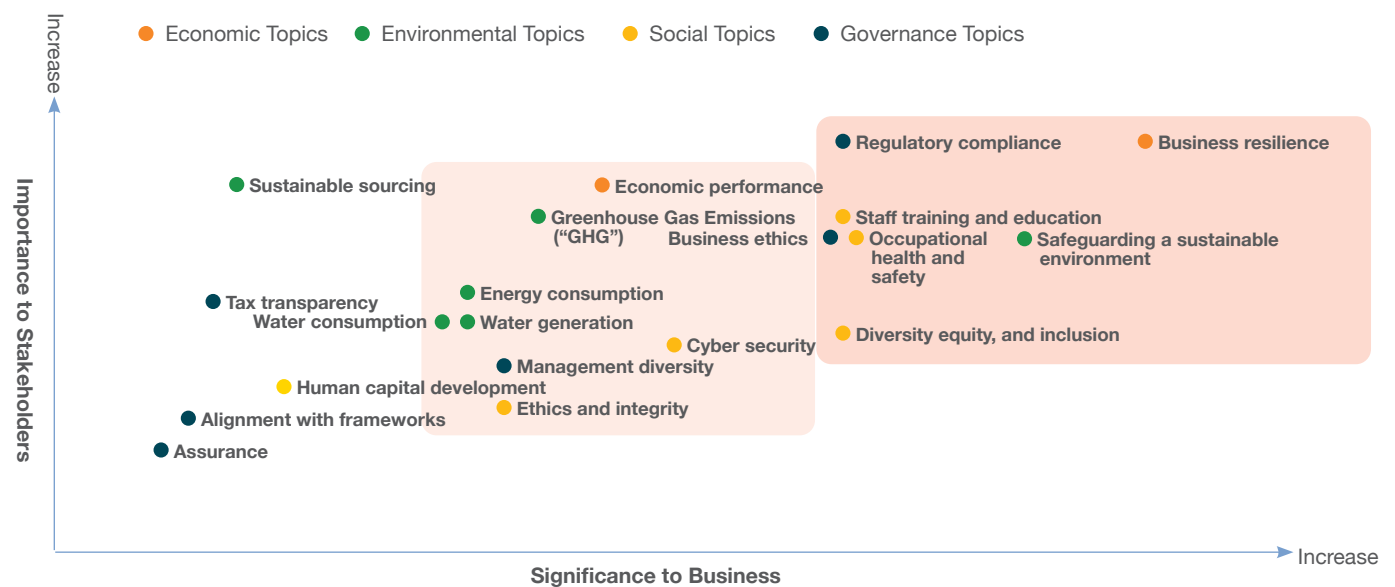 Increase
Economic Topics
Environmental Topics
Social Topics
Governance Topics
Importance to Stakeholders
Regulatory compliance
Business resilience
Sustainable sourcing
Economic performance
Greenhouse Gas Emissions
(“GHG”)
Business ethics
Staff training and education
Occupational
health and
safety
Safeguarding a sustainable
environment
Energy consumption
Tax transparency
Water consumption
Water generation
Diversity equity, and inclusion
Cyber security
Management diversity
Human capital development
Ethics and integrity
Alignment with frameworks
Assurance
Increase
Significance to Business